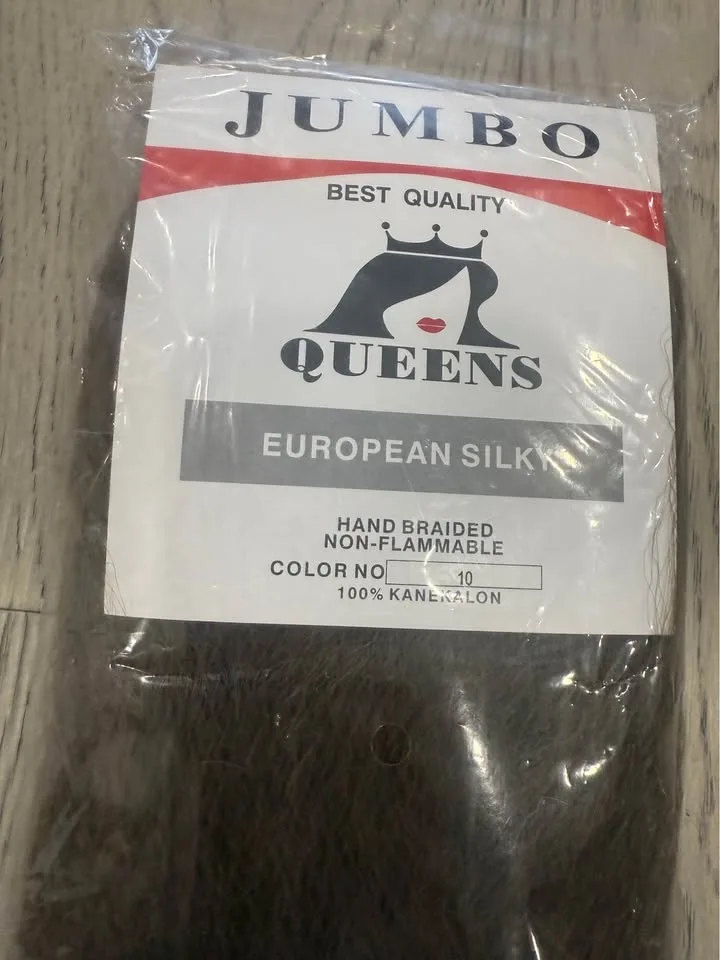 JUMBO
BEST QUALITY
QUEENS
EUROPEAN SILKY
HAND BRAIDED
NON-FLAMMABLE
COLOR NO 10
100% KANEKALON